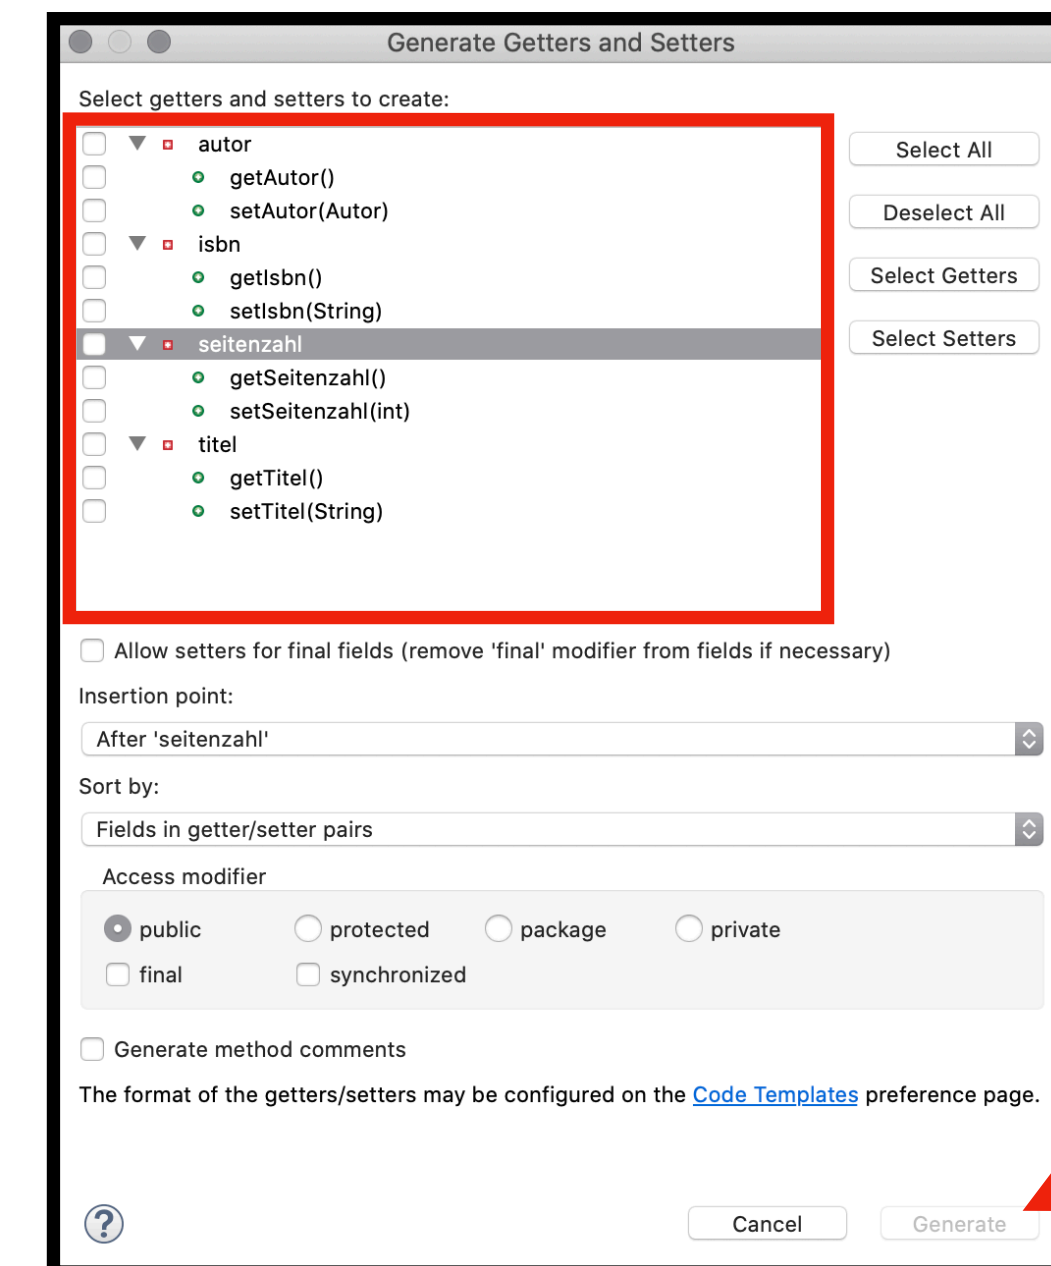 Generate Getters and Setters
Select getters and setters to create:
autor
getAutor()
setAutor(Autor)
isbn
getIsbn()
setIsbn(String)
seitenzahl
getSeitenzahl()
setSeitenzahl(int)
titel
getTitel()
setTitel(String)
Select All
Deselect All
Select Getters
Select Setters
Allow setters for final fields (remove 'final' modifier from fields if necessary)
Insertion point:
After 'seitenzahl'
Sort by:
Fields in getter/setter pairs
Access modifier
public protected package private
final synchronized
Generate method comments
The format of the getters/setters may be configured on the Code Templates preference page.
?
Cancel Generate